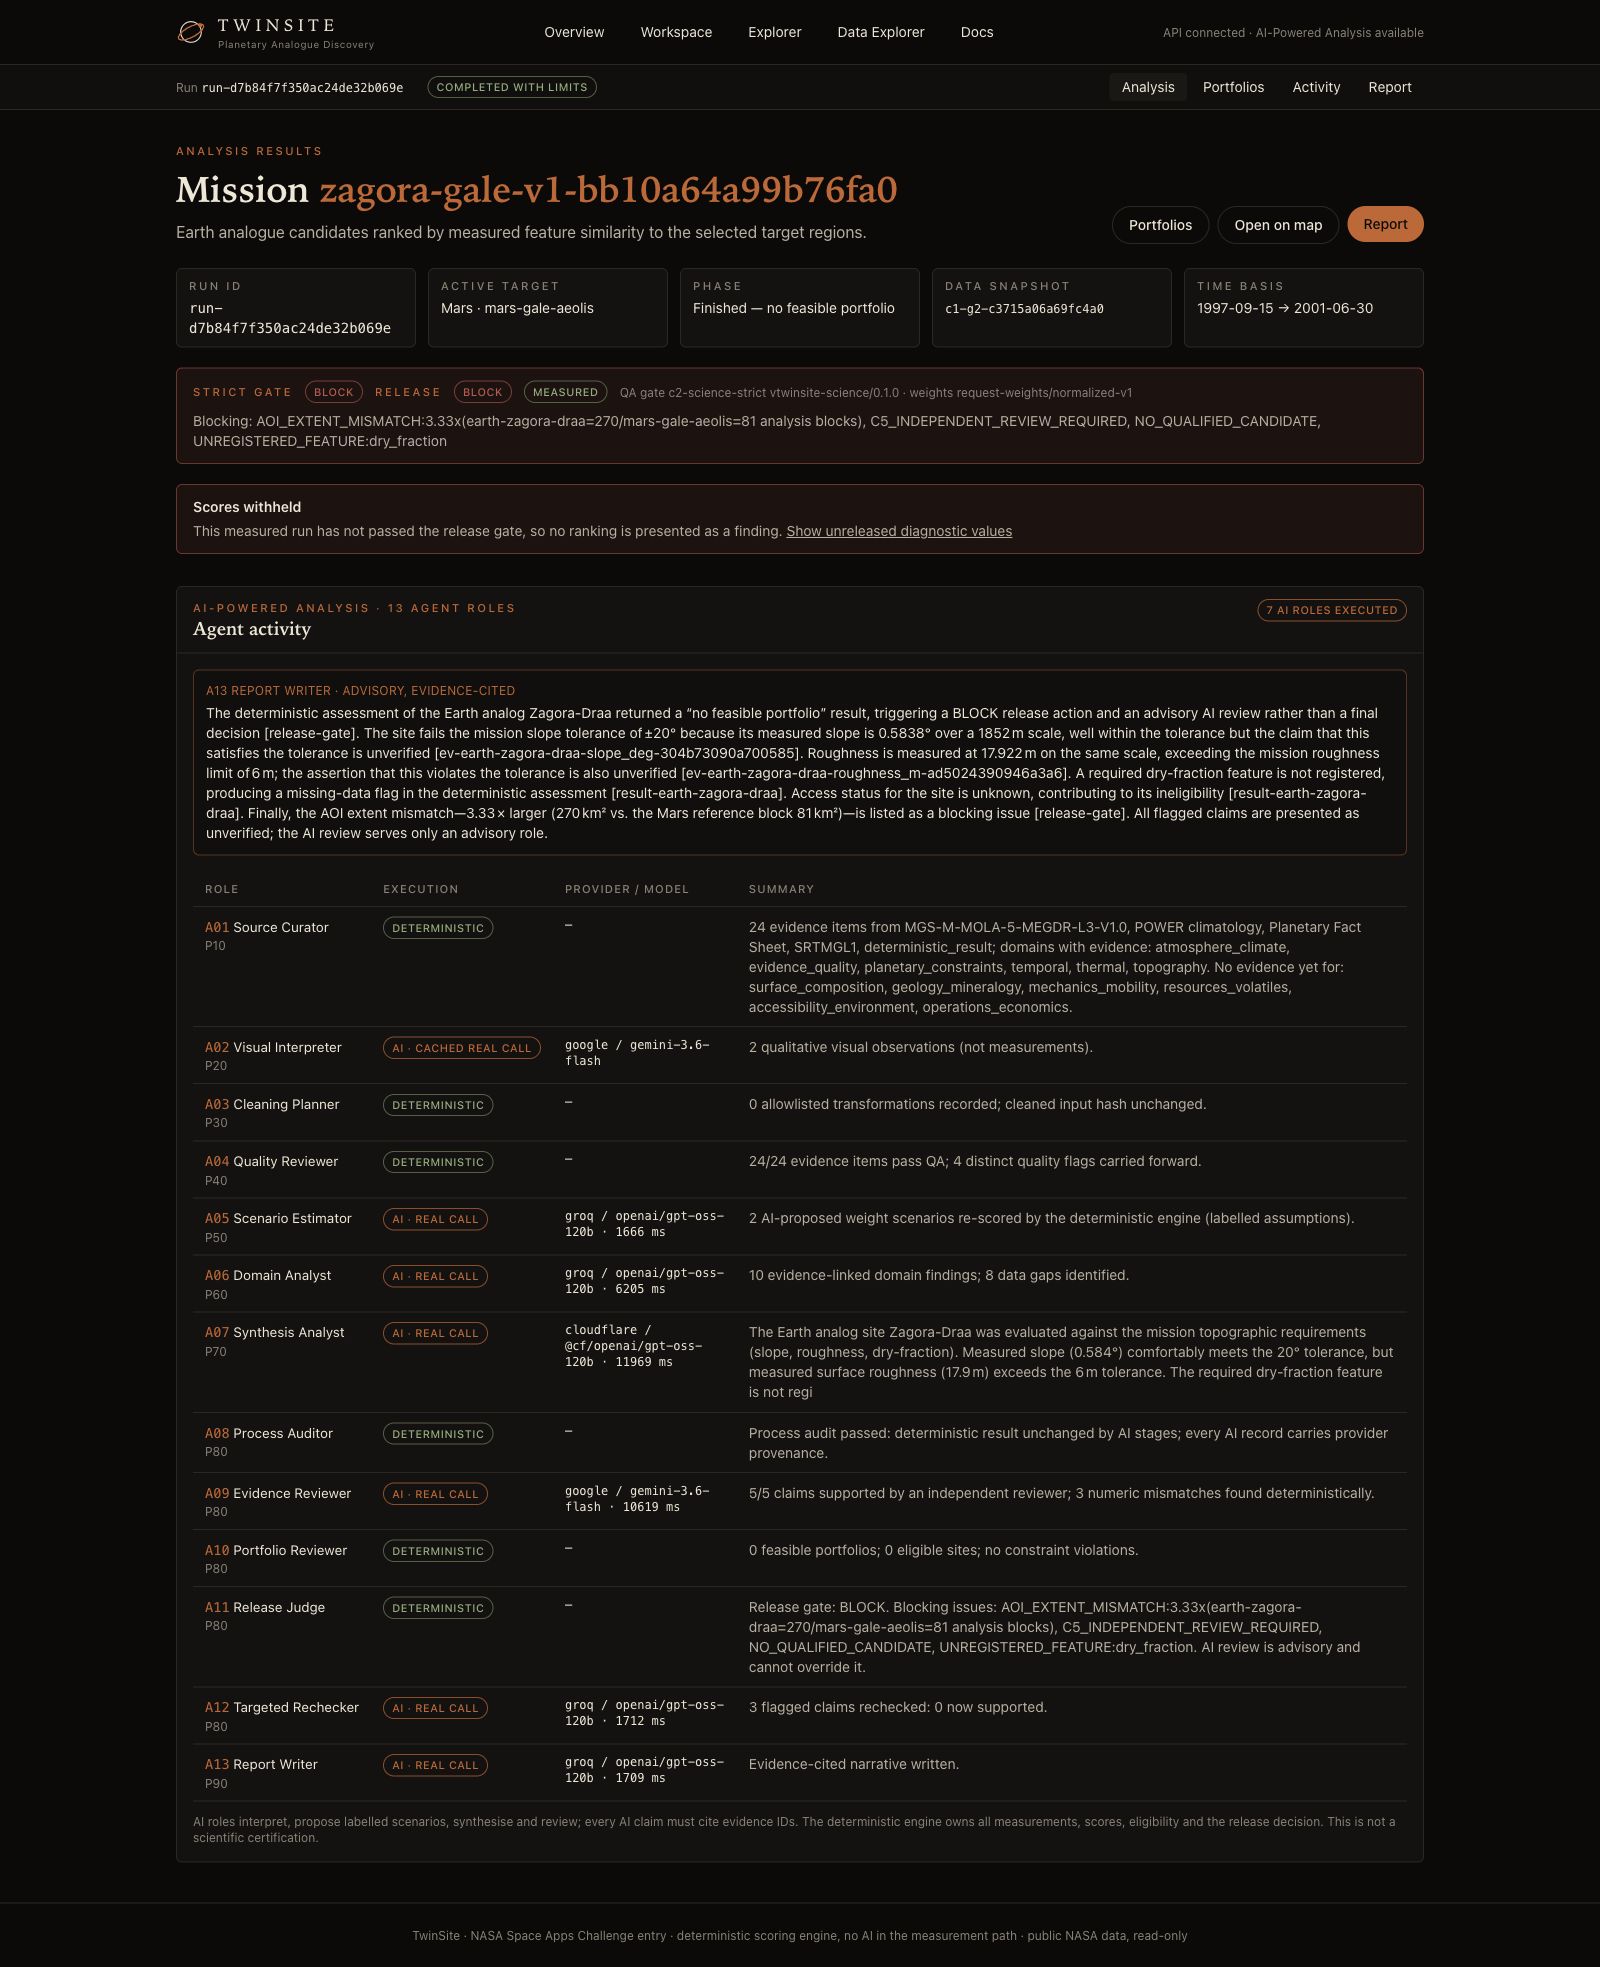 TWINSITE
Planetary Analogue Discovery
Overview
Workspace
Explorer
Data Explorer
Docs
API connected · AI-Powered Analysis available
Run run-d7b84f7f350ac24de32b069e
COMPLETED WITH LIMITS
Analysis
Portfolios
Activity
Report
ANALYSIS RESULTS
Mission zagora-gale-v1-bb10a64a99b76fa0
Earth analogue candidates ranked by measured feature similarity to the selected target regions.
Portfolios
Open on map
Report
RUN ID
run-
d7b84f7f350ac24de32b069e
ACTIVE TARGET
Mars · mars-gale-aeolis
PHASE
Finished — no feasible portfolio
DATA SNAPSHOT
c1-g2-c3715a06a69fc4a0
TIME BASIS
1997-09-15 → 2001-06-30
STRICT GATE BLOCK RELEASE BLOCK MEASURED QA gate c2-science-strict vtwinsite-science/0.1.0 · weights request-weights/normalized-v1
Blocking: AOI_EXTENT_MISMATCH:3.33x(earth-zagora-draa=270/mars-gale-aeolis=81 analysis blocks), C5_INDEPENDENT_REVIEW_REQUIRED, NO_QUALIFIED_CANDIDATE,
UNREGISTERED_FEATURE:dry_fraction
Scores withheld
This measured run has not passed the release gate, so no ranking is presented as a finding. Show unreleased diagnostic values
AI-POWERED ANALYSIS · 13 AGENT ROLES
Agent activity
7 AI ROLES EXECUTED
A13 REPORT WRITER · ADVISORY, EVIDENCE-CITED
The deterministic assessment of the Earth analog Zagora-Draa returned a “no feasible portfolio” result, triggering a BLOCK release action and an advisory AI review rather than a final
decision [release-gate]. The site fails the mission slope tolerance of ±20° because its measured slope is 0.5838° over a 1852 m scale, well within the tolerance but the claim that this
satisfies the tolerance is unverified [ev-earth-zagora-draa-slope_deg-304b73090a700585]. Roughness is measured at 17.922 m on the same scale, exceeding the mission roughness
limit of 6 m; the assertion that this violates the tolerance is also unverified [ev-earth-zagora-draa-roughness_m-ad5024390946a3a6]. A required dry-fraction feature is not registered,
producing a missing-data flag in the deterministic assessment [result-earth-zagora-draa]. Access status for the site is unknown, contributing to its ineligibility [result-earth-zagora-
draa]. Finally, the AOI extent mismatch—3.33 × larger (270 km² vs. the Mars reference block 81 km²)—is listed as a blocking issue [release-gate]. All flagged claims are presented as
unverified; the AI review serves only an advisory role.
ROLE
EXECUTION
PROVIDER / MODEL
SUMMARY
A01 Source Curator
P10
DETERMINISTIC
—
24 evidence items from MGS-M-MOLA-5-MEGDR-L3-V1.0, POWER climatology, Planetary Fact
Sheet, SRTMGL1, deterministic_result; domains with evidence: atmosphere_climate,
evidence_quality, planetary_constraints, temporal, thermal, topography. No evidence yet for:
surface_composition, geology_mineralogy, mechanics_mobility, resources_volatiles,
accessibility_environment, operations_economics.
A02 Visual Interpreter
P20
AI · CACHED REAL CALL
google / gemini-3.6-
flash
2 qualitative visual observations (not measurements).
A03 Cleaning Planner
P30
DETERMINISTIC
—
0 allowlisted transformations recorded; cleaned input hash unchanged.
A04 Quality Reviewer
P40
DETERMINISTIC
—
24/24 evidence items pass QA; 4 distinct quality flags carried forward.
A05 Scenario Estimator
P50
AI · REAL CALL
groq / openai/gpt-oss-
120b · 1666 ms
2 AI-proposed weight scenarios re-scored by the deterministic engine (labelled assumptions).
A06 Domain Analyst
P60
AI · REAL CALL
groq / openai/gpt-oss-
120b · 6205 ms
10 evidence-linked domain findings; 8 data gaps identified.
A07 Synthesis Analyst
P70
AI · REAL CALL
cloudflare /
@cf/openai/gpt-oss-
120b · 11969 ms
The Earth analog site Zagora-Draa was evaluated against the mission topographic requirements
(slope, roughness, dry-fraction). Measured slope (0.584°) comfortably meets the 20° tolerance, but
measured surface roughness (17.9 m) exceeds the 6 m tolerance. The required dry-fraction feature
is not regi
A08 Process Auditor
P80
DETERMINISTIC
—
Process audit passed: deterministic result unchanged by AI stages; every AI record carries provider
provenance.
A09 Evidence Reviewer
P80
AI · REAL CALL
google / gemini-3.6-
flash · 10619 ms
5/5 claims supported by an independent reviewer; 3 numeric mismatches found deterministically.
A10 Portfolio Reviewer
P80
DETERMINISTIC
—
0 feasible portfolios; 0 eligible sites; no constraint violations.
A11 Release Judge
P80
DETERMINISTIC
—
Release gate: BLOCK. Blocking issues: AOI_EXTENT_MISMATCH:3.33x(earth-zagora-
draa=270/mars-gale-aeolis=81 analysis blocks), C5_INDEPENDENT_REVIEW_REQUIRED,
NO_QUALIFIED_CANDIDATE, UNREGISTERED_FEATURE:dry_fraction. AI review is advisory and
cannot override it.
A12 Targeted Rechecker
P80
AI · REAL CALL
groq / openai/gpt-oss-
120b · 1712 ms
3 flagged claims rechecked: 0 now supported.
A13 Report Writer
P90
AI · REAL CALL
groq / openai/gpt-oss-
120b · 1709 ms
Evidence-cited narrative written.
AI roles interpret, propose labelled scenarios, synthesise and review; every AI claim must cite evidence IDs. The deterministic engine owns all measurements, scores, eligibility and the release decision. This is not a
scientific certification.
TwinSite · NASA Space Apps Challenge entry · deterministic scoring engine, no AI in the measurement path · public NASA data, read-only